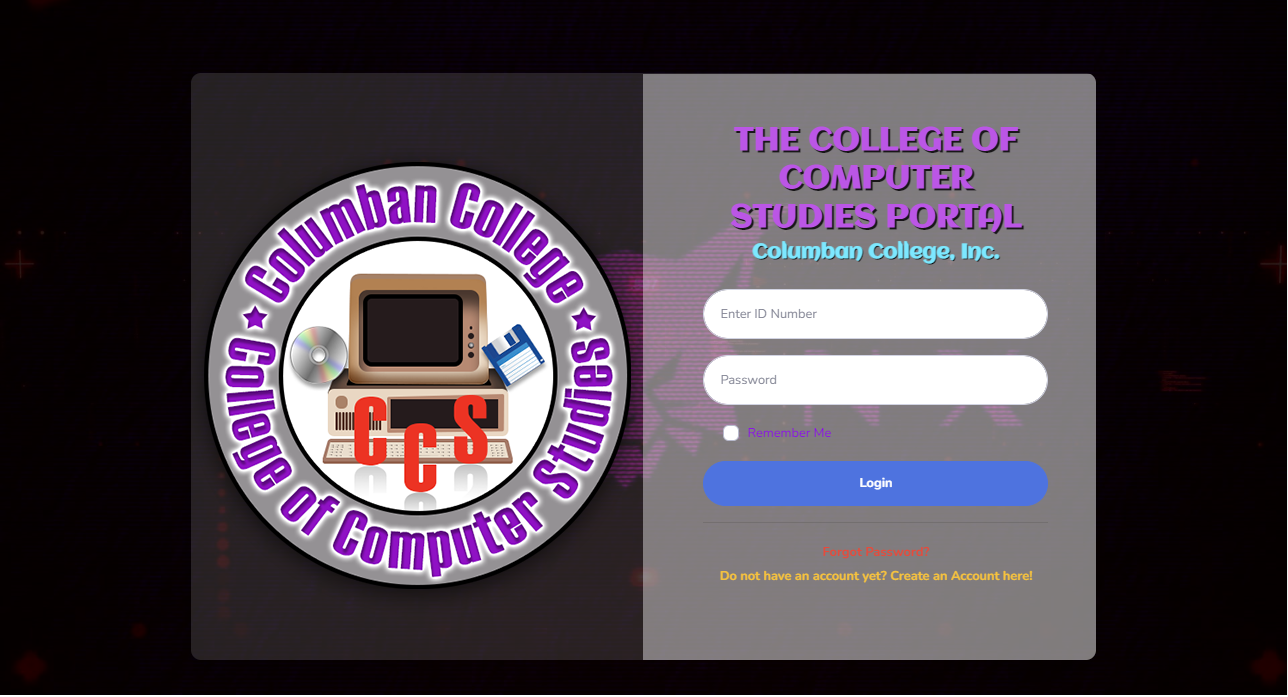 Columban College
College of Computer Studies
CCS
THE COLLEGE OF
COMPUTER
STUDIES PORTAL
Columban College, Inc.
Enter ID Number
Password
Remember Me
Login
Forgot Password?
Do not have an account yet? Create an Account here!